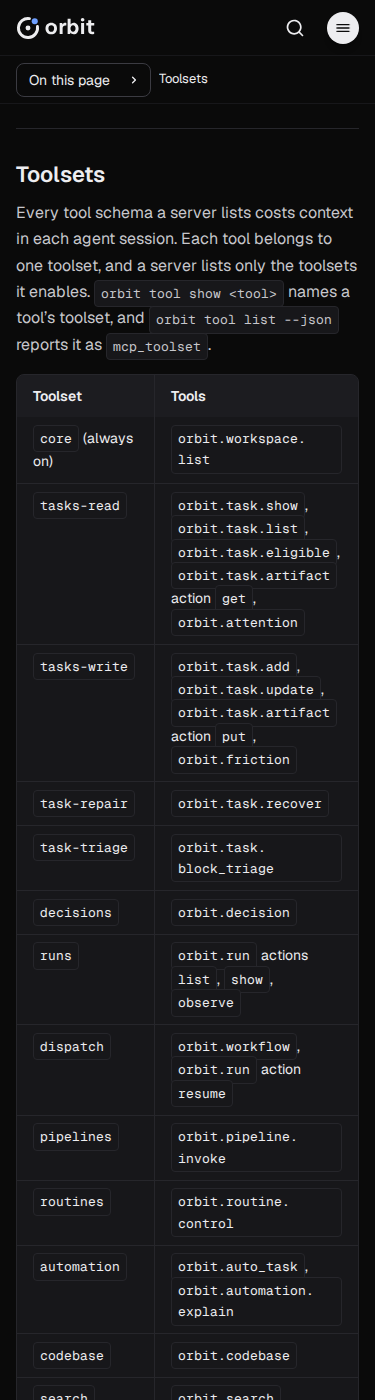 orbit
On this page
Toolsets
Toolsets
Every tool schema a server lists costs context
in each agent session. Each tool belongs to
one toolset, and a server lists only the toolsets
it enables. orbit tool show <tool> names a
tool's toolset, and orbit tool list --json
reports it as mcp_toolset.
Toolset Tools
core (always
on)
orbit.workspace.
list
tasks-read
orbit.task.show,
orbit.task.list,
orbit.task.eligible,
orbit.task.artifact
action get,
orbit.attention
tasks-write
orbit.task.add,
orbit.task.update,
orbit.task.artifact
action put,
orbit.friction
task-repair
orbit.task.recover
task-triage
orbit.task.
block_triage
decisions
orbit.decision
runs
orbit.run actions
list, show,
observe
dispatch
orbit.workflow,
orbit.run action
resume
pipelines
orbit.pipeline.
invoke
routines
orbit.routine.
control
automation
orbit.auto_task,
orbit.automation.
explain
codebase
orbit.codebase
search
orbit.search